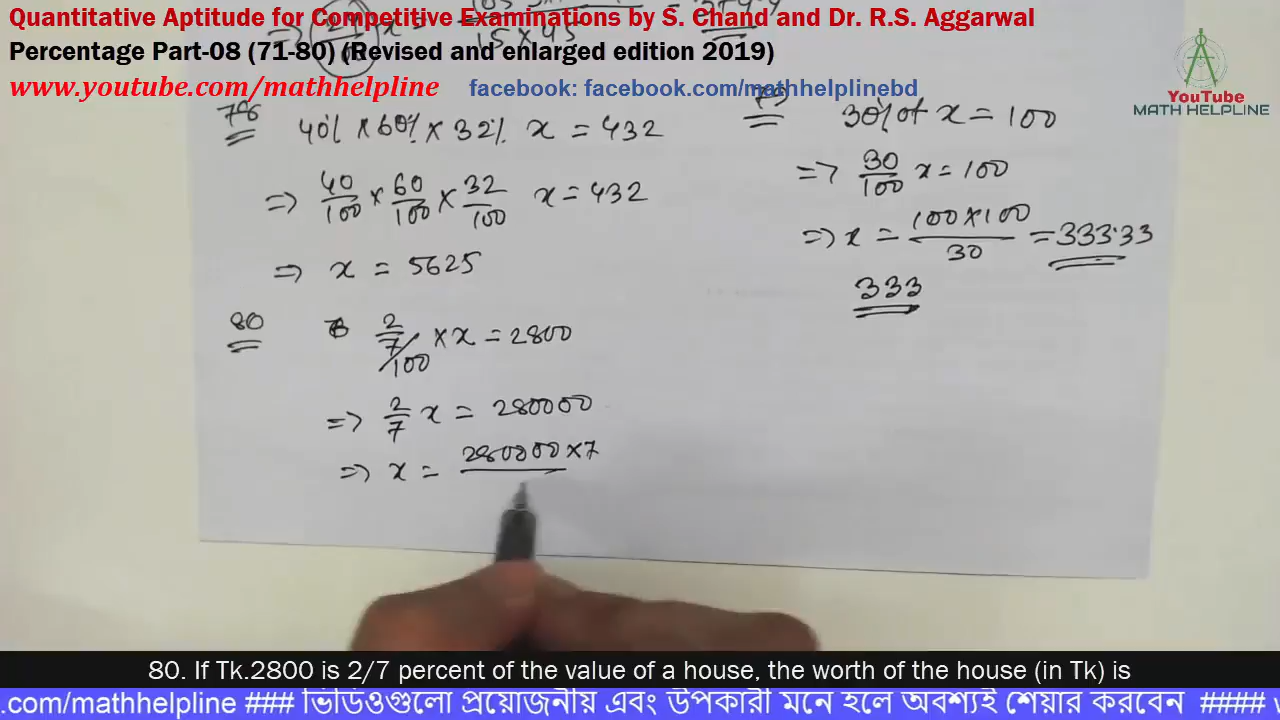 Quantitative Aptitude for Competitive Examinations by S. Chand and Dr. R.S. Aggarwal
Percentage Part-08 (71-80) (Revised and enlarged edition 2019)
www.youtube.com/mathhelpline facebook: facebook.com/mathhelplinebd
YouTube
MATH HELPLINE
15 × 45
78
40% × 60% × 32% x = 432
=> 40/100 × 60/100 × 32/100 x = 432
=> x = 5625
79
30% of x = 100
=> 30/100 x = 100
=> x = 100×100/30 = 333.33
333
80
2/7/100 × x = 2800
=> 2/7 x = 280000
=> x = 280000×7
80. If Tk.2800 is 2/7 percent of the value of a house, the worth of the house (in Tk) is
.com/mathhelpline ### ভিডিওগুলো প্রয়োজনীয় এবং উপকারী মনে হলে অবশ্যই শেয়ার করবেন ####